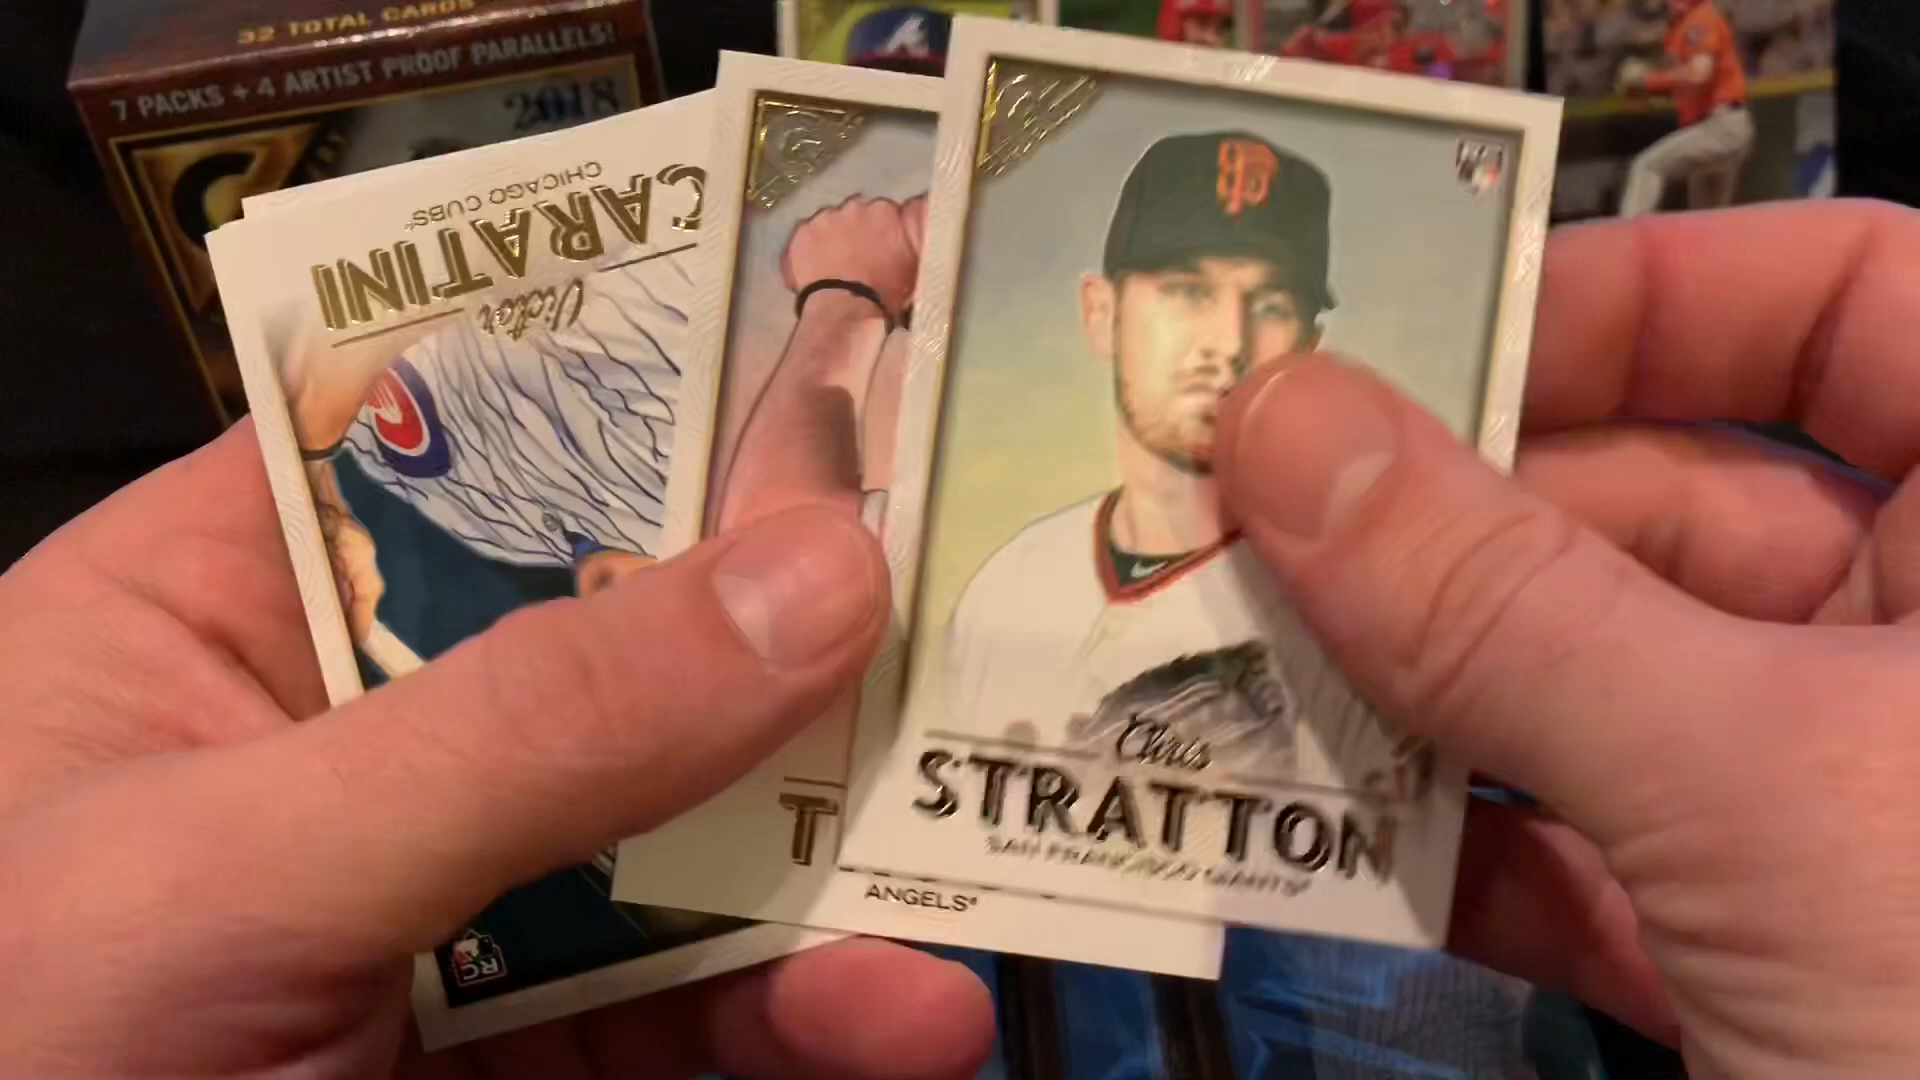 32 TOTAL CARDS
7 PACKS + 4 ARTIST PROOF PARALLELS!
2018
CHICAGO CUBS
Victor
CARATINI
RC
T
ANGELS
Chris
STRATTON
SAN FRANCISCO GIANTS